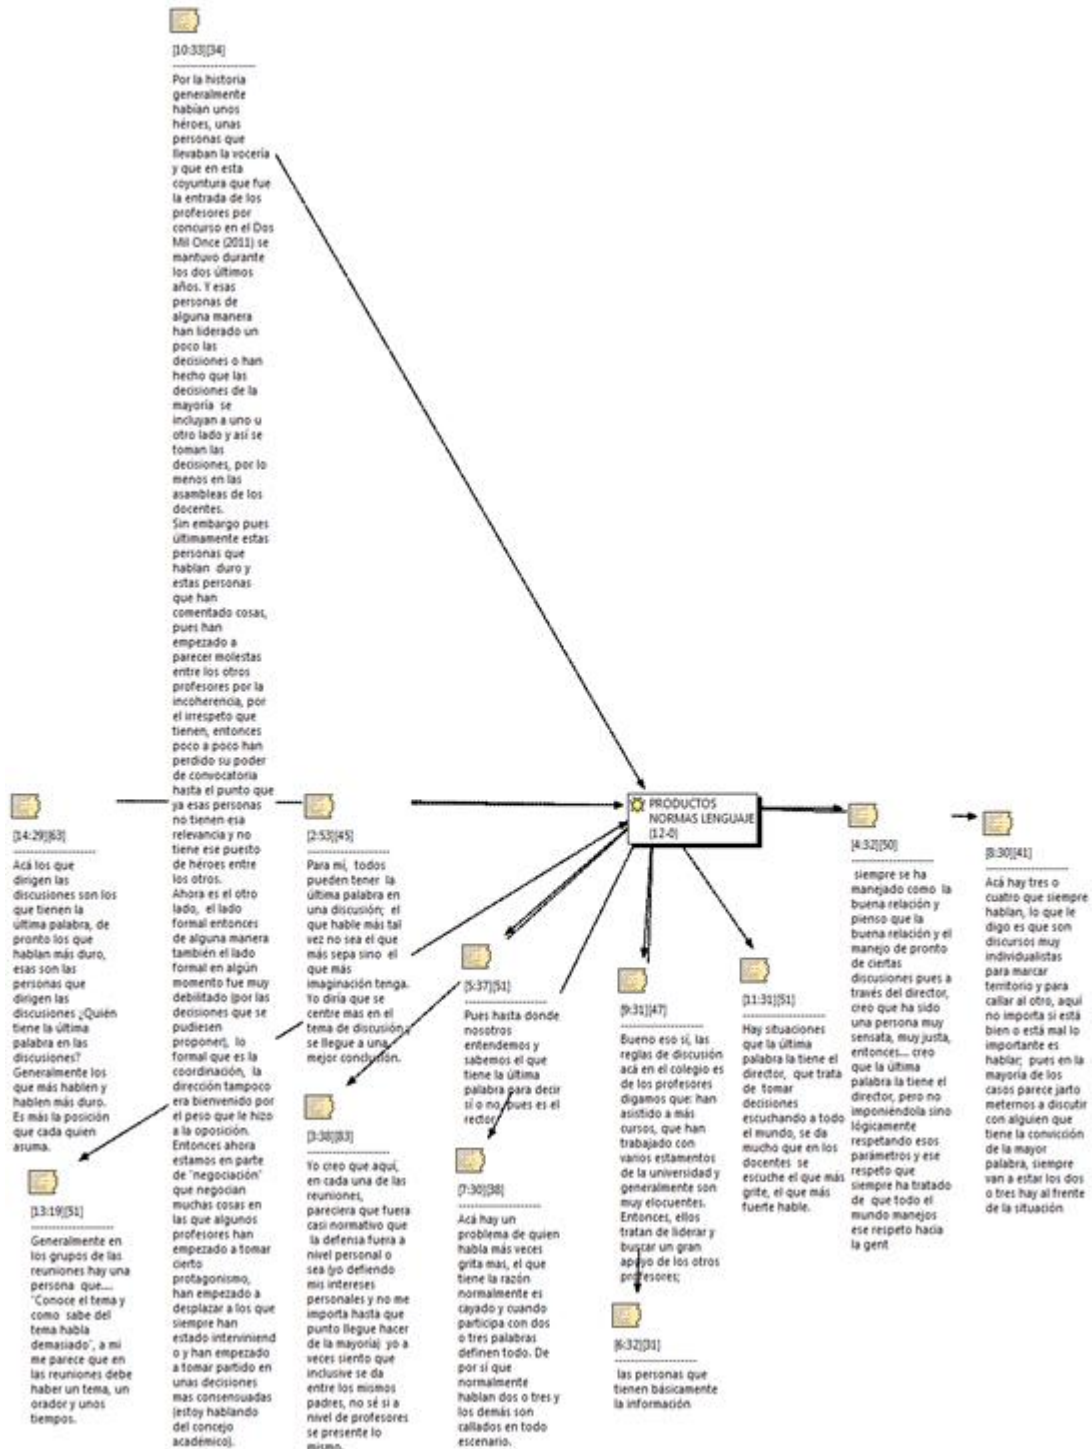 [10:33][34]
Por la historia
generalmente
habían unos
héroes, unas
personas que
llevaban la vocería
y que en esta
coyuntura que fue
la entrada de los
profesores por
concurso en el Dos
Mil Once (2011) se
mantuvo durante
los dos últimos
años. Y esas
personas de
alguna manera
han liderado un
poco las
decisiones o han
hecho que las
decisiones de la
mayoría se
incluyan a uno u
otro lado y así se
toman las
decisiones, por lo
menos en las
asambleas de los
docentes.
Sin embargo pues
últimamente estas
personas que
hablan duro y
estas personas
que han
comentado cosas,
pues han
empezado a
parecer molestas
entre los otros
profesores por la
incoherencia, por
el irrespeto que
tienen, entonces
poco a poco han
perdido su poder
de convocatoria
hasta el punto que
ya esas personas
no tienen esa
relevancia y no
tiene ese puesto
de héroes entre
los otros.
Ahora es el otro
lado, el lado
formal entonces
de alguna manera
también el lado
formal en algún
momento fue muy
debilitado (por las
decisiones que se
pudiesen
proponer), lo
formal que es la
coordinación, la
dirección tampoco
era bienvenido por
el peso que le hizo
a la oposición.
Entonces ahora
estamos en parte
de "negociación"
que negocian
muchas cosas en
las que algunos
profesores han
empezado a tomar
cierto
protagonismo,
han empezado a
desplazar a los que
siempre han
estado interviniend
o y han empezado
a tomar partido en
unas decisiones
mas consensuadas
(estoy hablando
del concejo
académico).
[14:29][63]
Acá los que
dirigen las
discusiones son los
que tienen la
última palabra, de
pronto los que
hablan más duro,
esas son las
personas que
dirigen las
discusiones ¿Quién
tiene la última
palabra en las
discusiones?
Generalmente los
que más hablen y
hablen más duro.
Es más la posición
que cada quien
asuma.
[13:19][51]
Generalmente en
los grupos de las
reuniones hay una
persona que....
"Conoce el tema y
como sabe del
tema habla
demasiado", a mi
me parece que en
las reuniones debe
haber un tema, un
orador y unos
tiempos.
[2:53][45]
Para mí, todos
pueden tener la
última palabra en
una discusión; el
que hable más tal
vez no sea el que
más sepa sino el
que más
imaginación tenga.
Yo diría que se
centre mas en el
tema de discusión y
se llegue a una
mejor conclusión.
[3:38][83]
Yo creo que aquí,
en cada una de las
reuniones,
pareciera que fuera
casi normativo que
la defensa fuera a
nivel personal o
sea (yo defiendo
mis intereses
personales y no me
importa hasta que
punto llegue hacer
de la mayoría) yo a
veces siento que
inclusive se da
entre los mismos
padres, no sé si a
nivel de profesores
se presente lo
mismo.
PRODUCTOS
NORMAS LENGUAJE
(12-0)
[5:37][51]
Pues hasta donde
nosotros
entendemos y
sabemos el que
tiene la última
palabra para decir
sí o no, pues es el
rector
[7:30][38]
Acá hay un
problema de quien
habla más veces
grita mas, el que
tiene la razón
normalmente es
cayado y cuando
participa con dos
o tres palabras
definen todo. De
por sí que
normalmente
hablan dos o tres y
los demás son
callados en todo
escenario.
[9:31][47]
Bueno eso sí, las
reglas de discusión
acá en el colegio es
de los profesores
digamos que: han
asistido a más
cursos, que han
trabajado con
varios estamentos
de la universidad y
generalmente son
muy elocuentes.
Entonces, ellos
tratan de liderar y
buscar un gran
apoyo de los otros
profesores;
[6:32][31]
las personas que
tienen básicamente
la información
[11:31][51]
Hay situaciones
que la última
palabra la tiene el
director, que trata
de tomar
decisiones
escuchando a todo
el mundo, se da
mucho que en los
docentes se
escuche el que más
grite, el que más
fuerte hable.
[4:32][50]
siempre se ha
manejado como la
buena relación y
pienso que la
buena relación y el
manejo de pronto
de ciertas
discusiones pues a
través del director,
creo que ha sido
una persona muy
sensata, muy justa,
entonces... creo
que la última
palabra la tiene el
director, pero no
imponiéndola sino
lógicamente
respetando esos
parámetros y ese
respeto que
siempre ha tratado
de que todo el
mundo manejos
ese respeto hacia
la gent
[8:30][41]
Acá hay tres o
cuatro que siempre
hablan, lo que le
digo es que son
discursos muy
individualistas
para marcar
territorio y para
callar al otro, aquí
no importa si está
bien o está mal lo
importante es
hablar; pues en la
mayoría de los
casos parece jarto
meternos a discutir
con alguien que
tiene la convicción
de la mayor
palabra, siempre
van a estar los dos
o tres hay al frente
de la situación